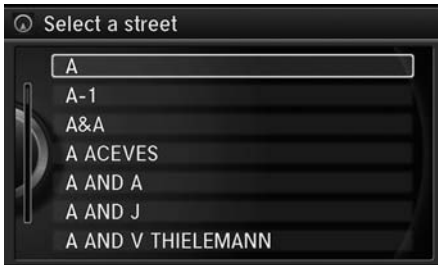 Select a street
A
A-1
A&A
A ACEVES
A AND A
A AND J
A AND V THIELEMANN